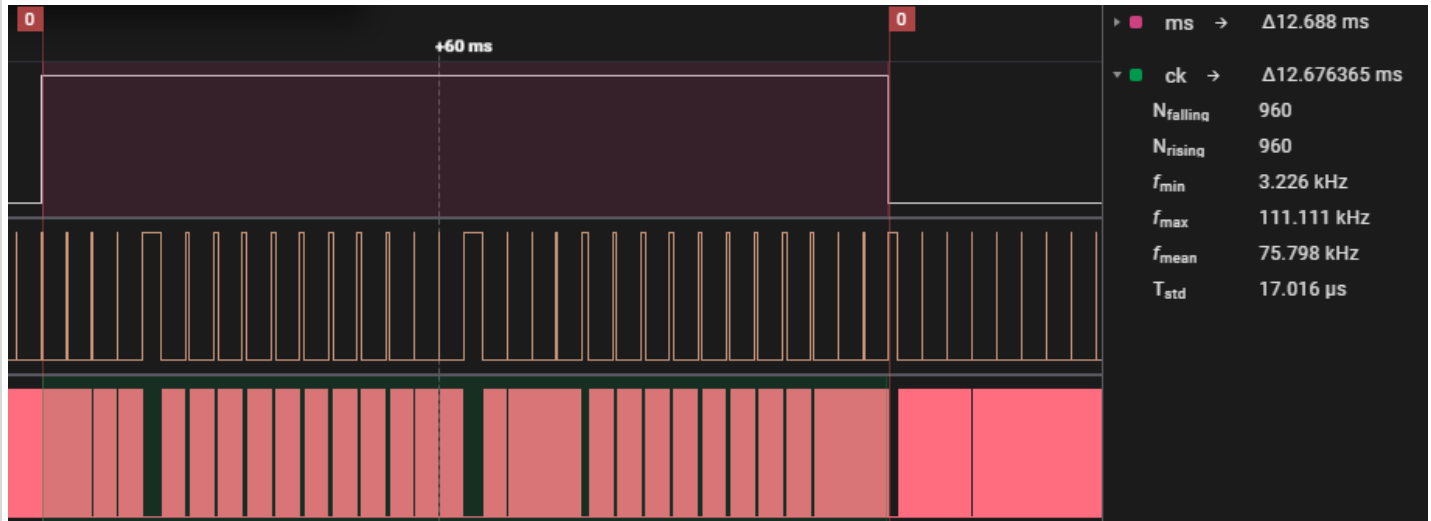 0
0
+60 ms
ms → Δ12.688 ms
ck → Δ12.676365 ms
Nfalling 960
Nrising 960
fmin 3.226 kHz
fmax 111.111 kHz
fmean 75.798 kHz
Tstd 17.016 µs